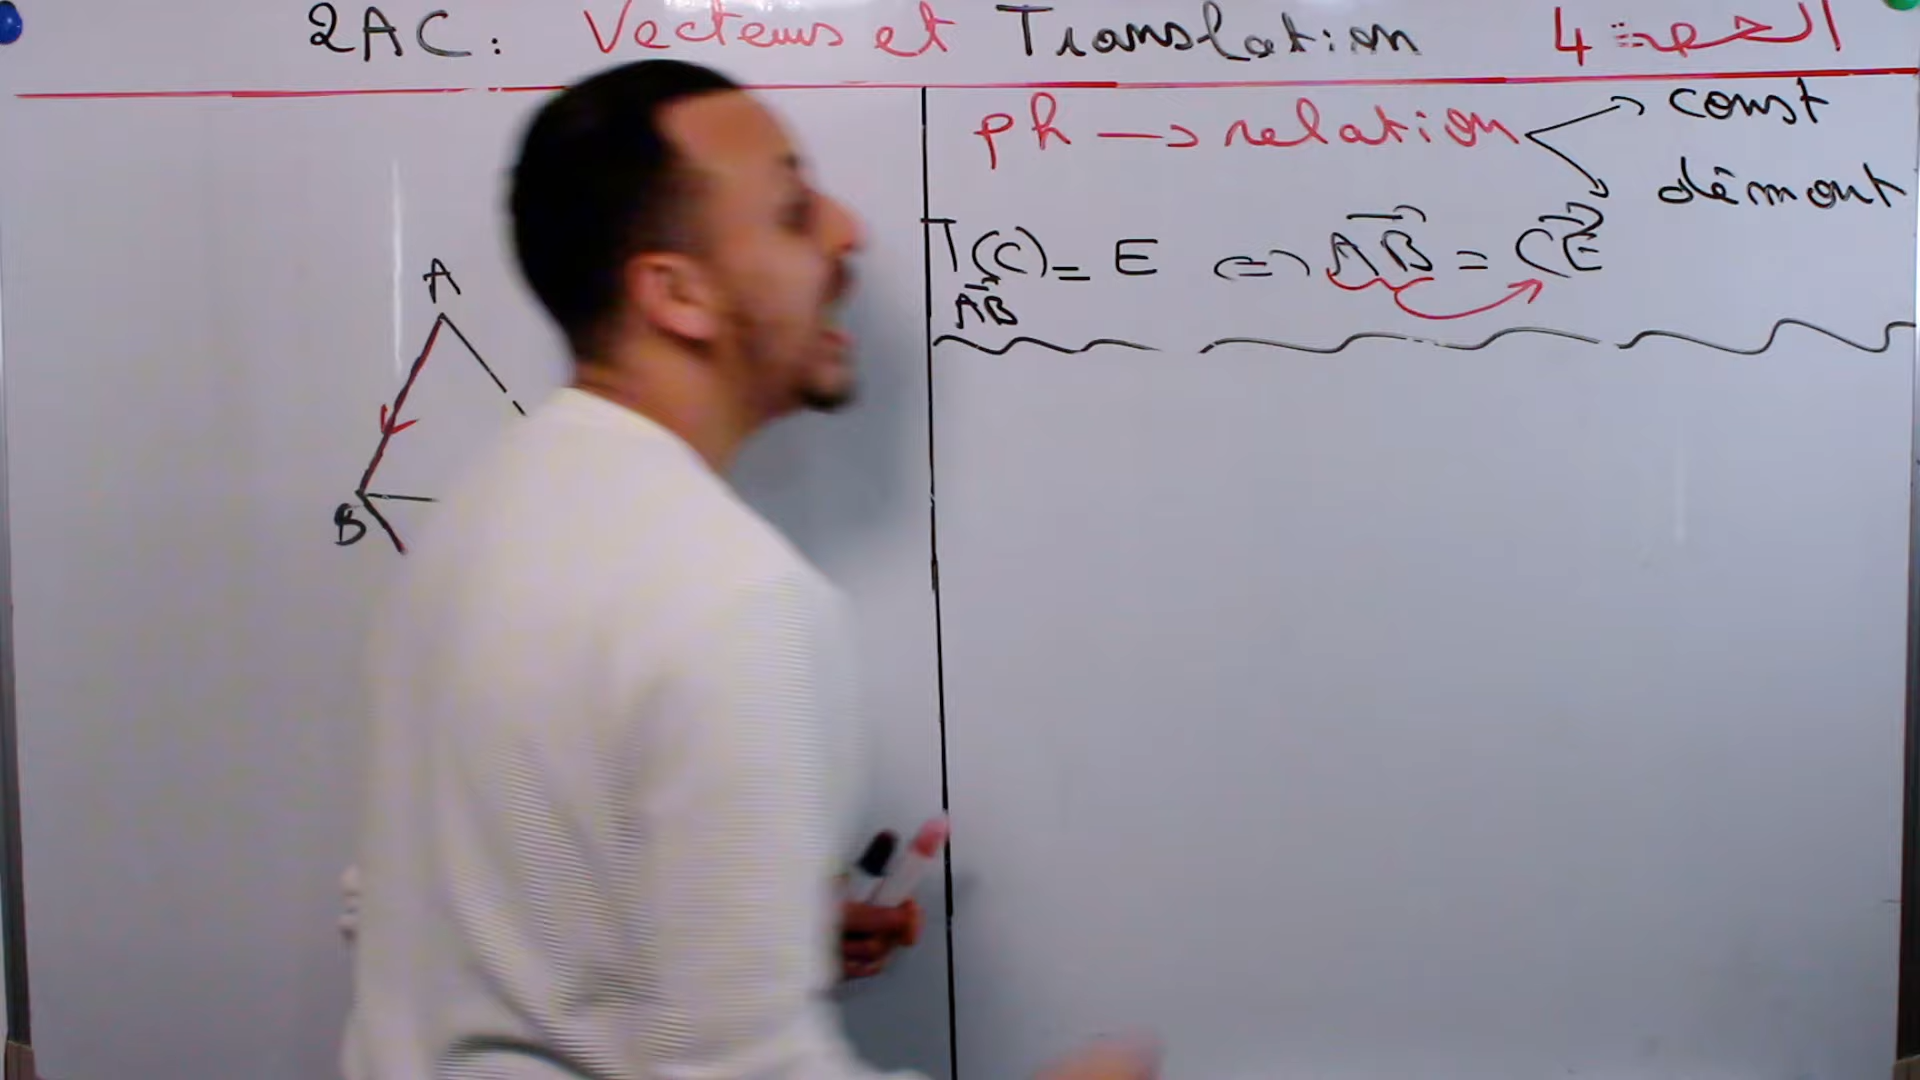 2AC: Vecteurs et Translation الحصة 4
A
B
ph → relation
const
démont
T(C) = E ⇔ AB = CE
AB